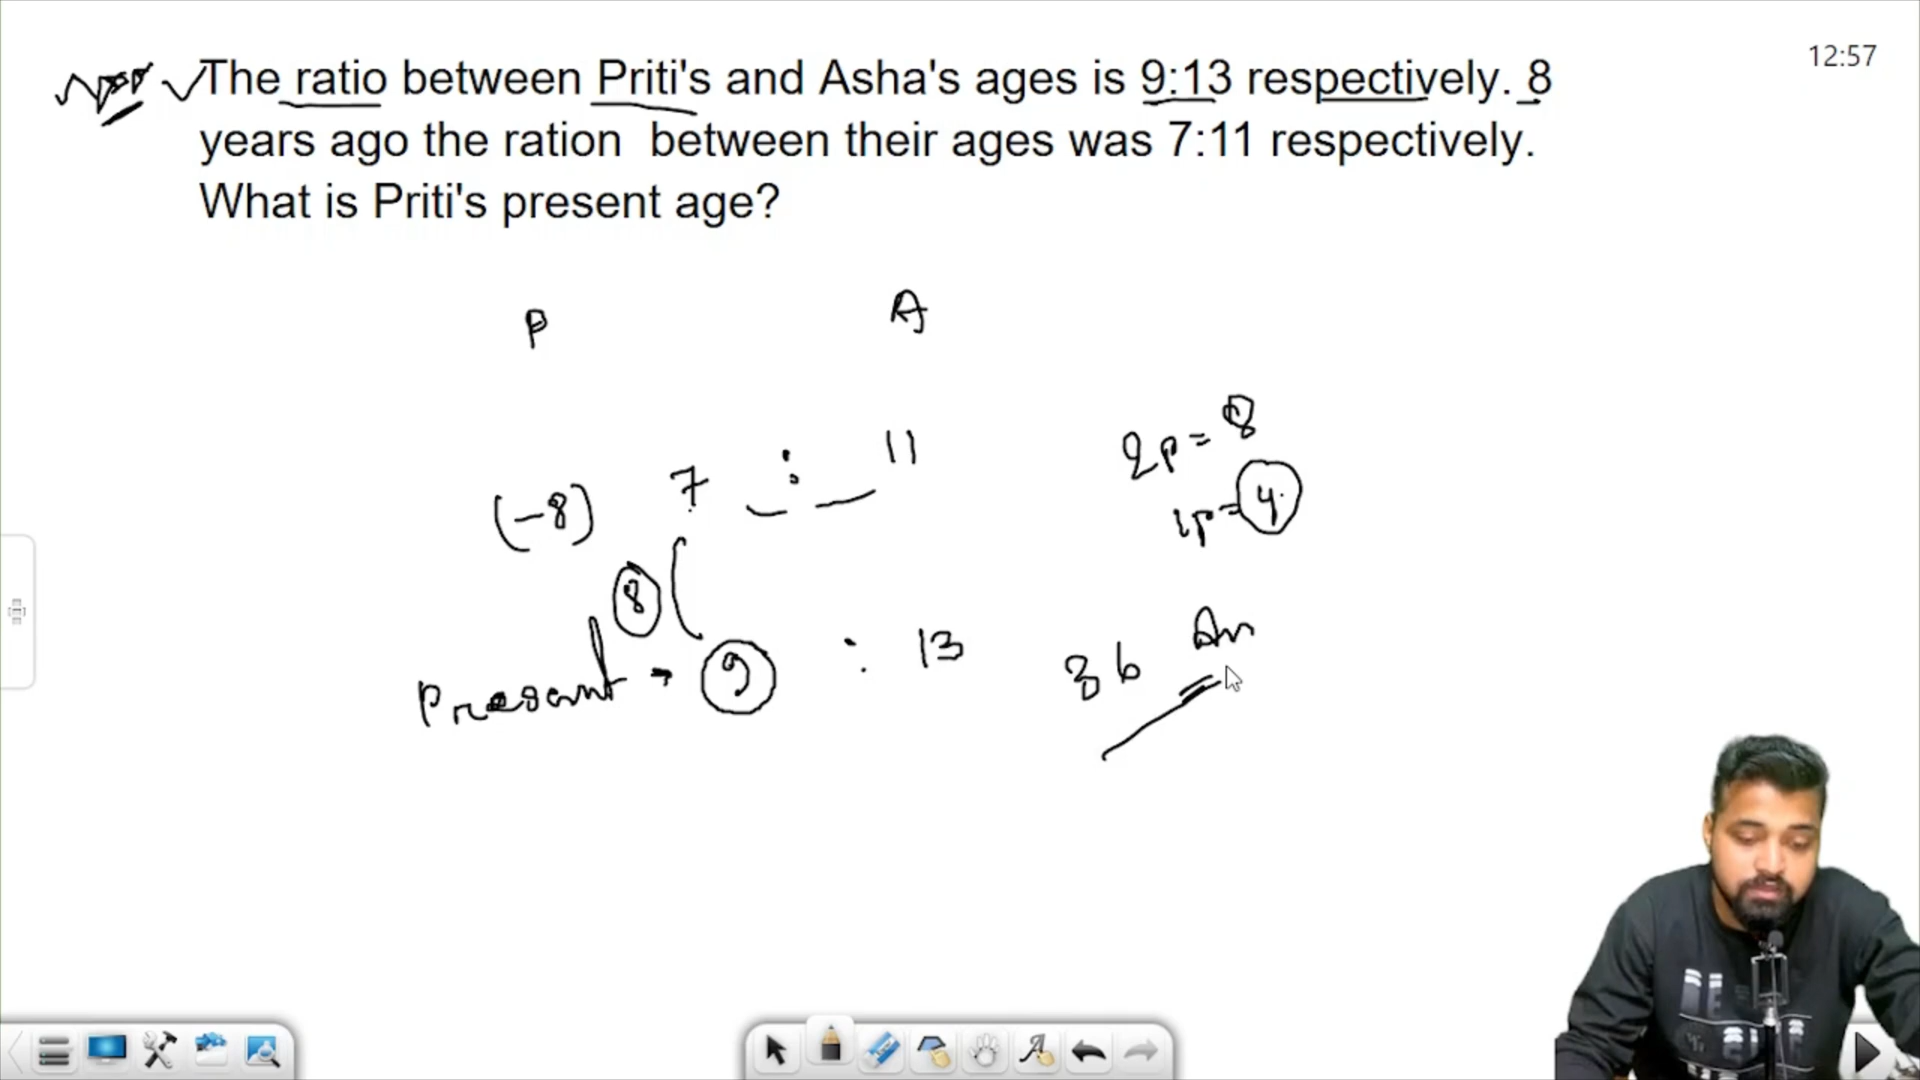 12:57
The ratio between Priti's and Asha's ages is 9:13 respectively. 8
years ago the ration between their ages was 7:11 respectively.
What is Priti's present age?
P A
2p = 8
(-8) 7 : 11
1p = 4
8
Present - 9 : 13
36 An